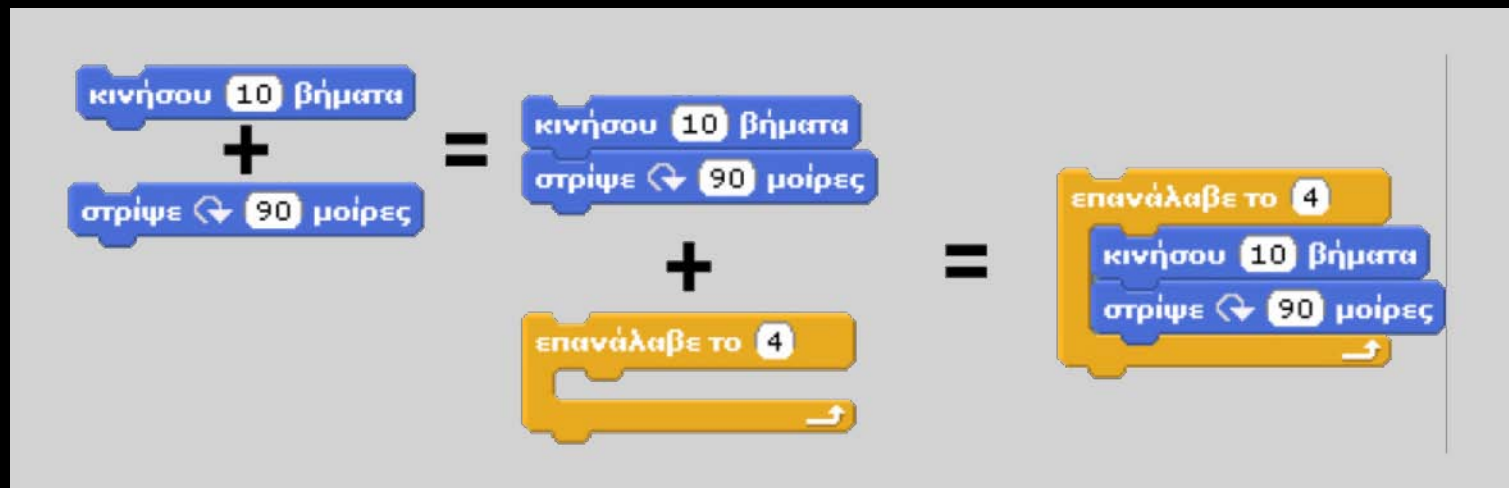 κινήσου 10 βήματα
+
στρίψε 90 μοίρες
=
κινήσου 10 βήματα
στρίψε 90 μοίρες
+
επανάλαβε το 4
=
επανάλαβε το 4
κινήσου 10 βήματα
στρίψε 90 μοίρες